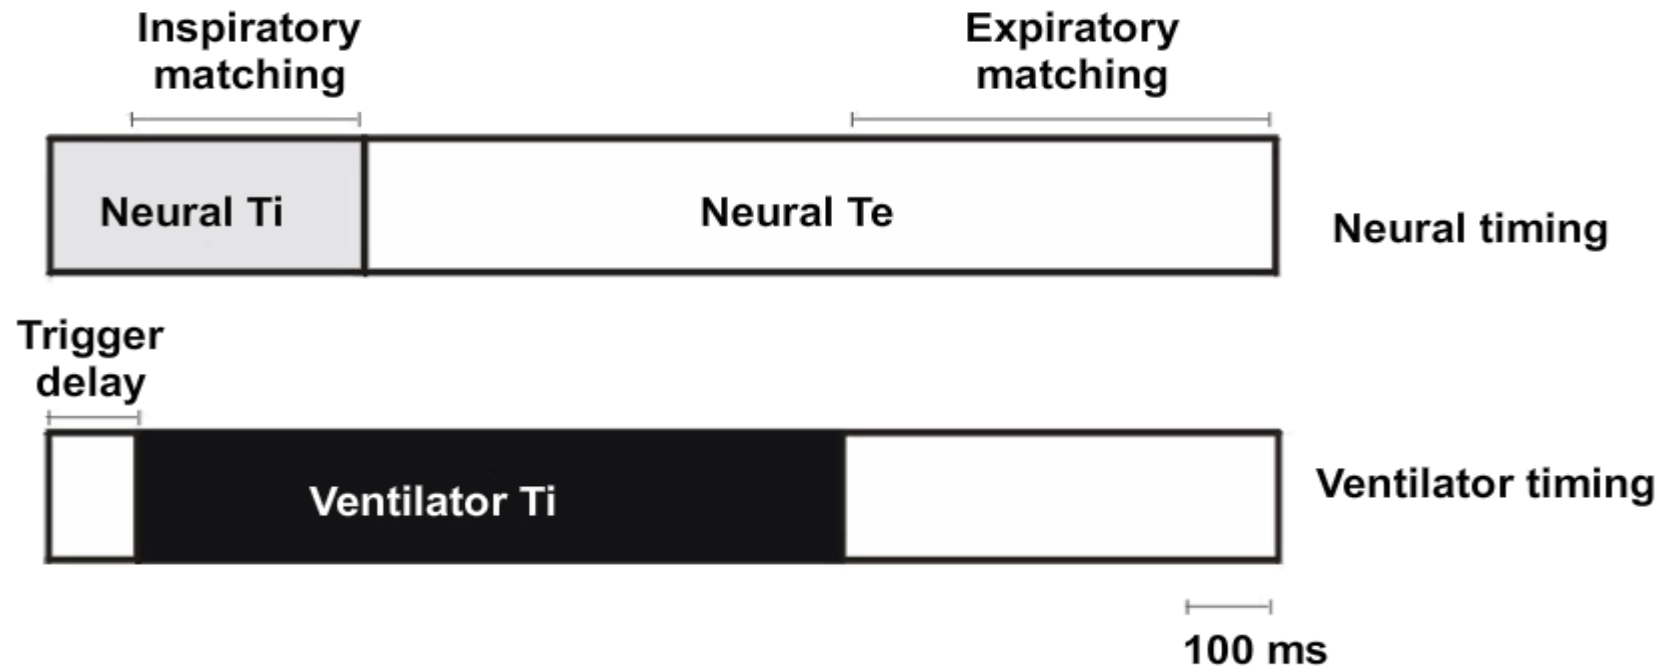 Inspiratory
matching
Expiratory
matching
Neural Ti
Neural Te
Neural timing
Trigger
delay
Ventilator Ti
Ventilator timing
100 ms